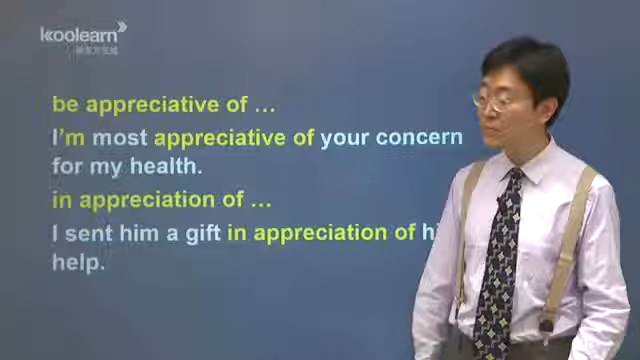 koolearn
be appreciative of …
I'm most appreciative of your concern
for my health.
in appreciation of …
I sent him a gift in appreciation of
help.